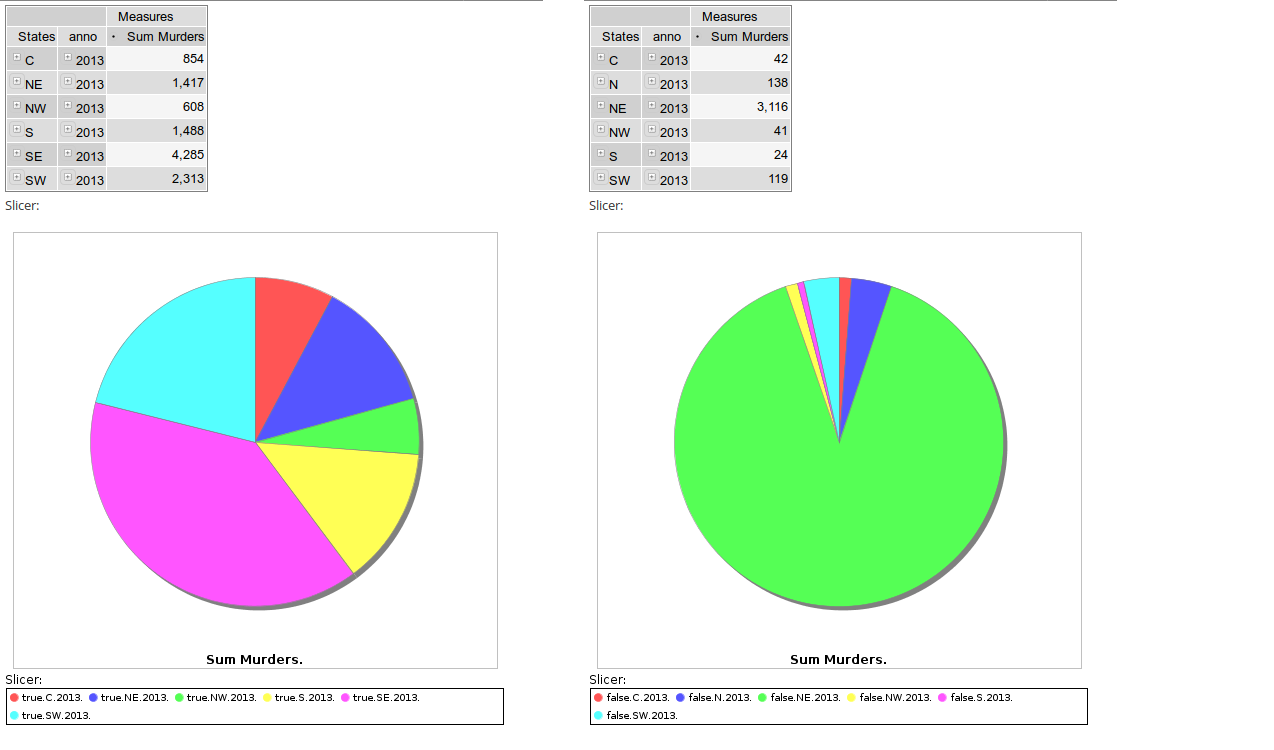 Measures
States anno Sum Murders
C 2013 854
NE 2013 1,417
NW 2013 608
S 2013 1,488
SE 2013 4,285
SW 2013 2,313
Slicer:
Sum Murders.
Slicer:
true.C.2013. true.NE.2013. true.NW.2013. true.S.2013. true.SE.2013.
true.SW.2013.
Measures
States anno Sum Murders
C 2013 42
N 2013 138
NE 2013 3,116
NW 2013 41
S 2013 24
SW 2013 119
Slicer:
Sum Murders.
Slicer:
false.C.2013. false.N.2013. false.NE.2013. false.NW.2013. false.S.2013.
false.SW.2013.